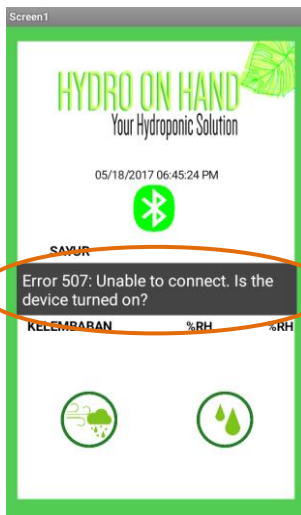 Screen1
HYDRO ON HAND
Your Hydroponic Solution
05/18/2017 06:45:24 PM
SAYUR
Error 507: Unable to connect. Is the
device turned on?
KELEMBABAN %RH %RH